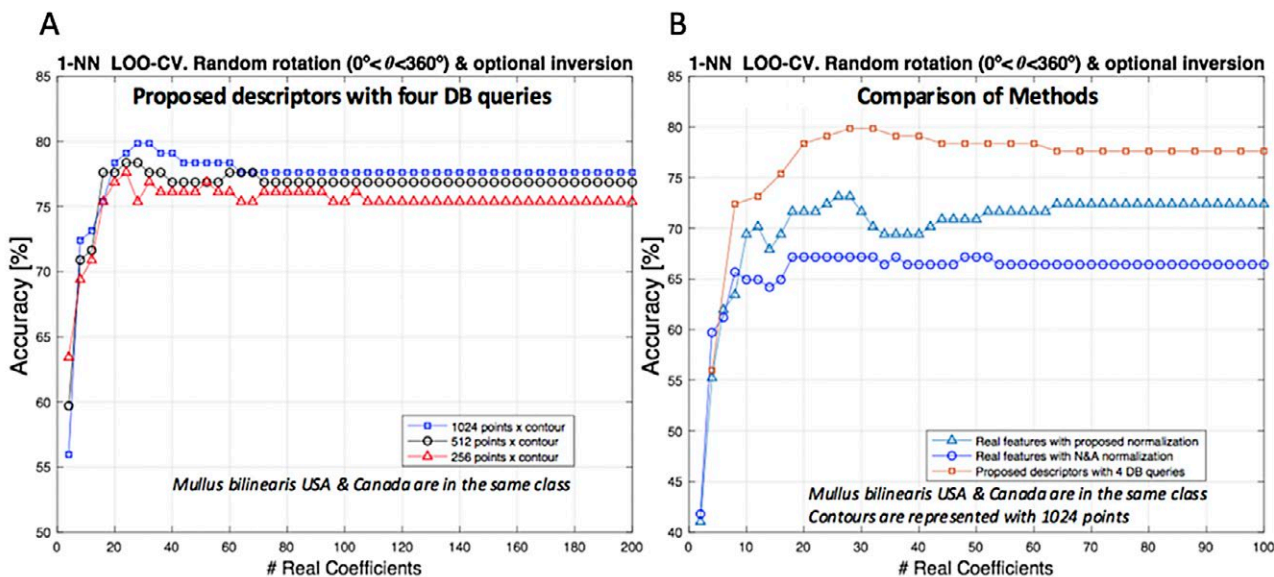 A
1-NN LOO-CV. Random rotation (0°<θ<360°) & optional inversion
Proposed descriptors with four DB queries
85
80
75
70
65
60
55
50
Accuracy [%]
0 20 40 60 80 100 120 140 160 180 200
# Real Coefficients
1024 points x contour
512 points x contour
256 points x contour
Mullus bilinearis USA & Canada are in the same class
B
1-NN LOO-CV. Random rotation (0°<θ<360°) & optional inversion
Comparison of Methods
85
80
75
70
65
60
55
50
45
40
Accuracy [%]
0 10 20 30 40 50 60 70 80 90 100
# Real Coefficients
Real features with proposed normalization
Real features with N&A normalization
Proposed descriptors with 4 DB queries
Mullus bilinearis USA & Canada are in the same class
Contours are represented with 1024 points